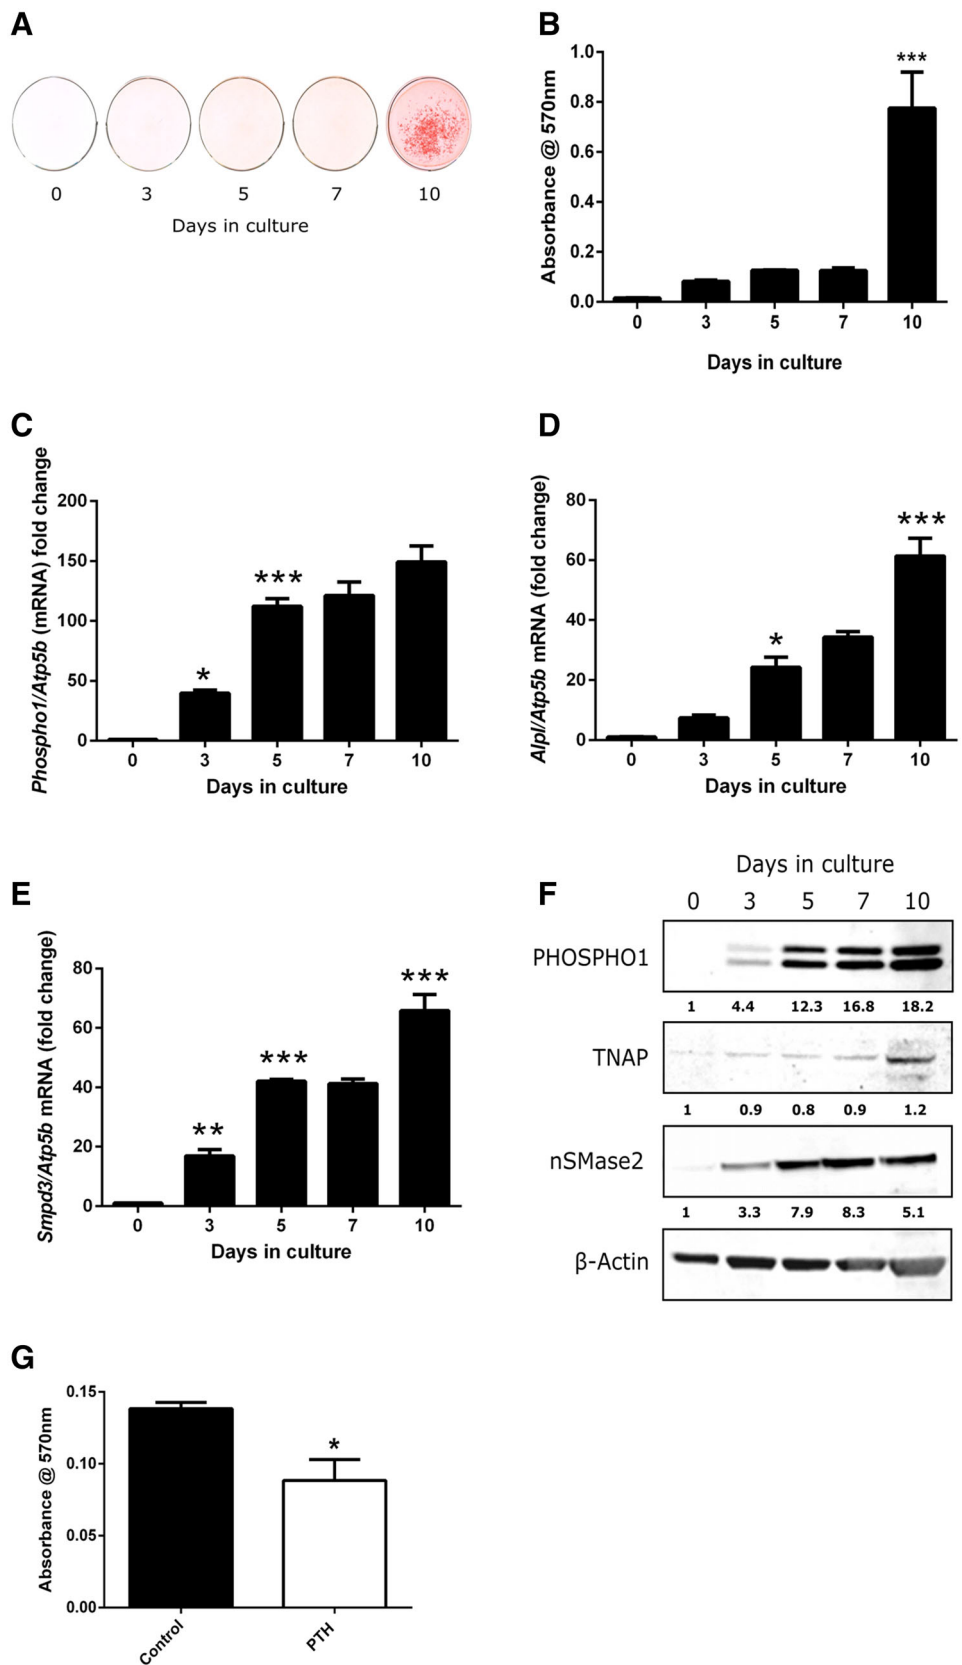 A
0 3 5 7 10
Days in culture
B
Absorbance @ 570nm
1.0
0.8
0.6
0.4
0.2
0.0
***
0 3 5 7 10
Days in culture
C
Phospho1/Atp5b (mRNA) fold change
200
150
100
50
0
*
***
0 3 5 7 10
Days in culture
D
Alpl/Atp5b mRNA (fold change)
80
60
40
20
0
*
***
0 3 5 7 10
Days in culture
E
Smpd3/Atp5b mRNA (fold change)
80
60
40
20
0
**
***
***
0 3 5 7 10
Days in culture
F
Days in culture
0 3 5 7 10
PHOSPHO1
1 4.4 12.3 16.8 18.2
TNAP
1 0.9 0.8 0.9 1.2
nSMase2
1 3.3 7.9 8.3 5.1
β-Actin
G
Absorbance @ 570nm
0.15
0.10
0.05
0.00
*
Control
PTH